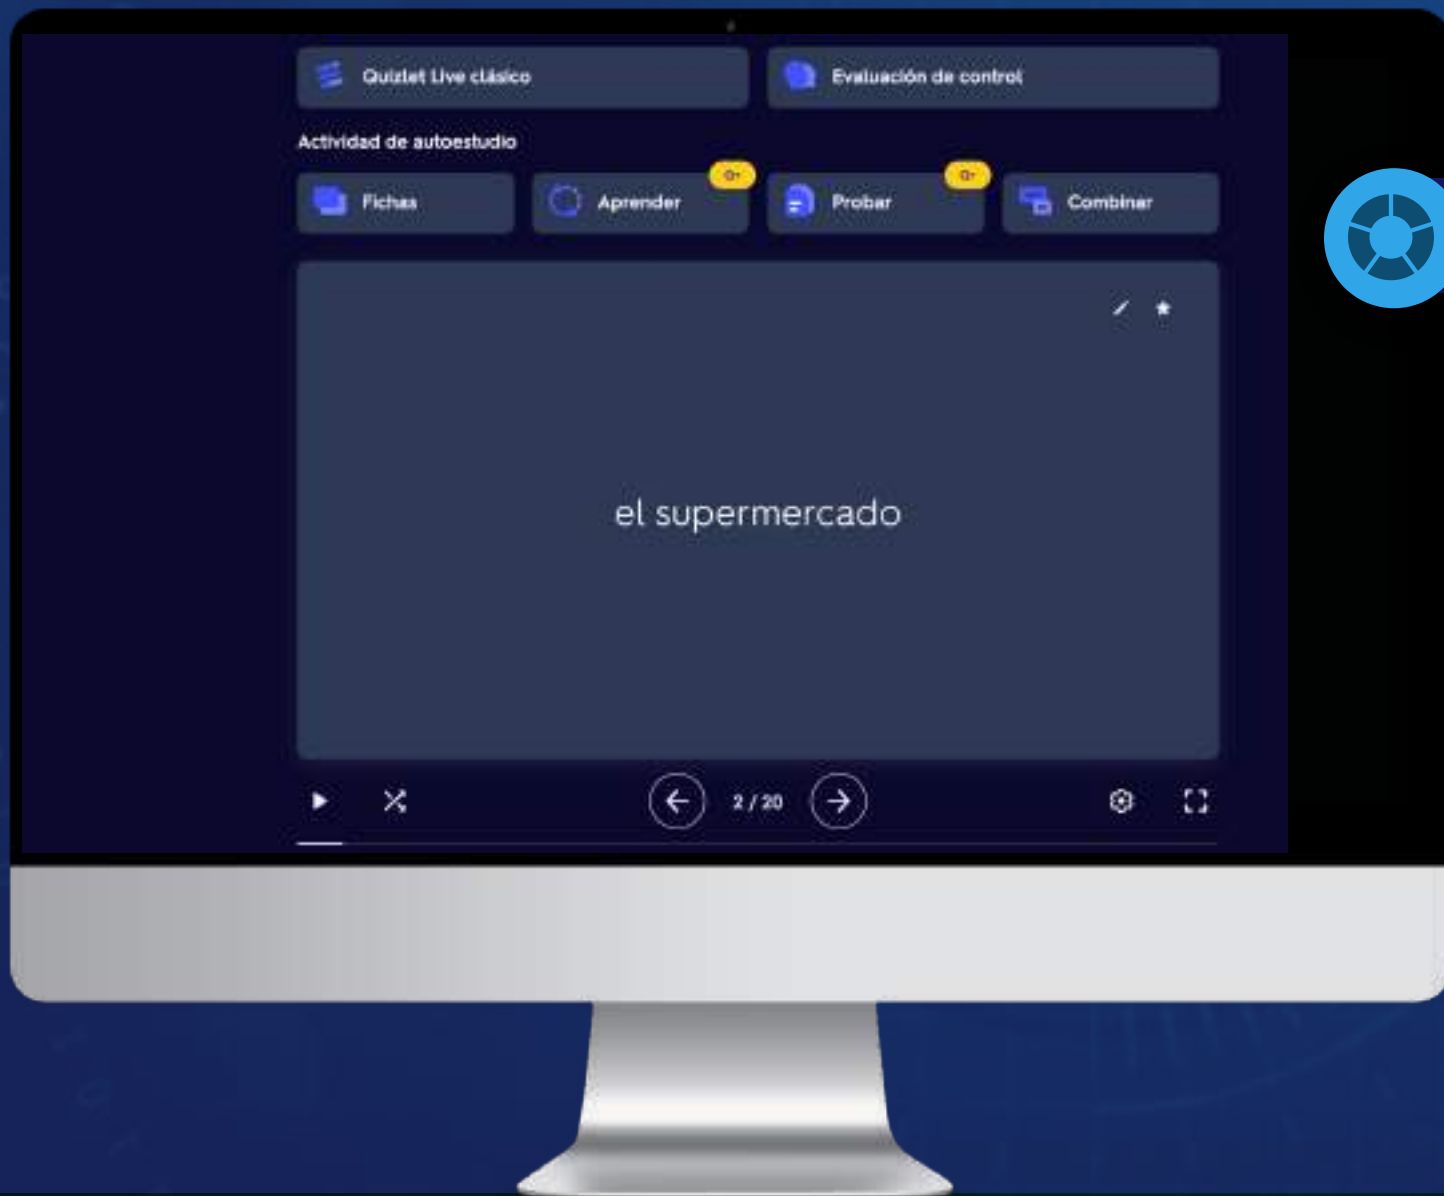 Quizlet Live clásico
Evaluación de control
Actividad de autoestudio
Fichas
Aprender
Probar
Combinar
el supermercado
2 / 20